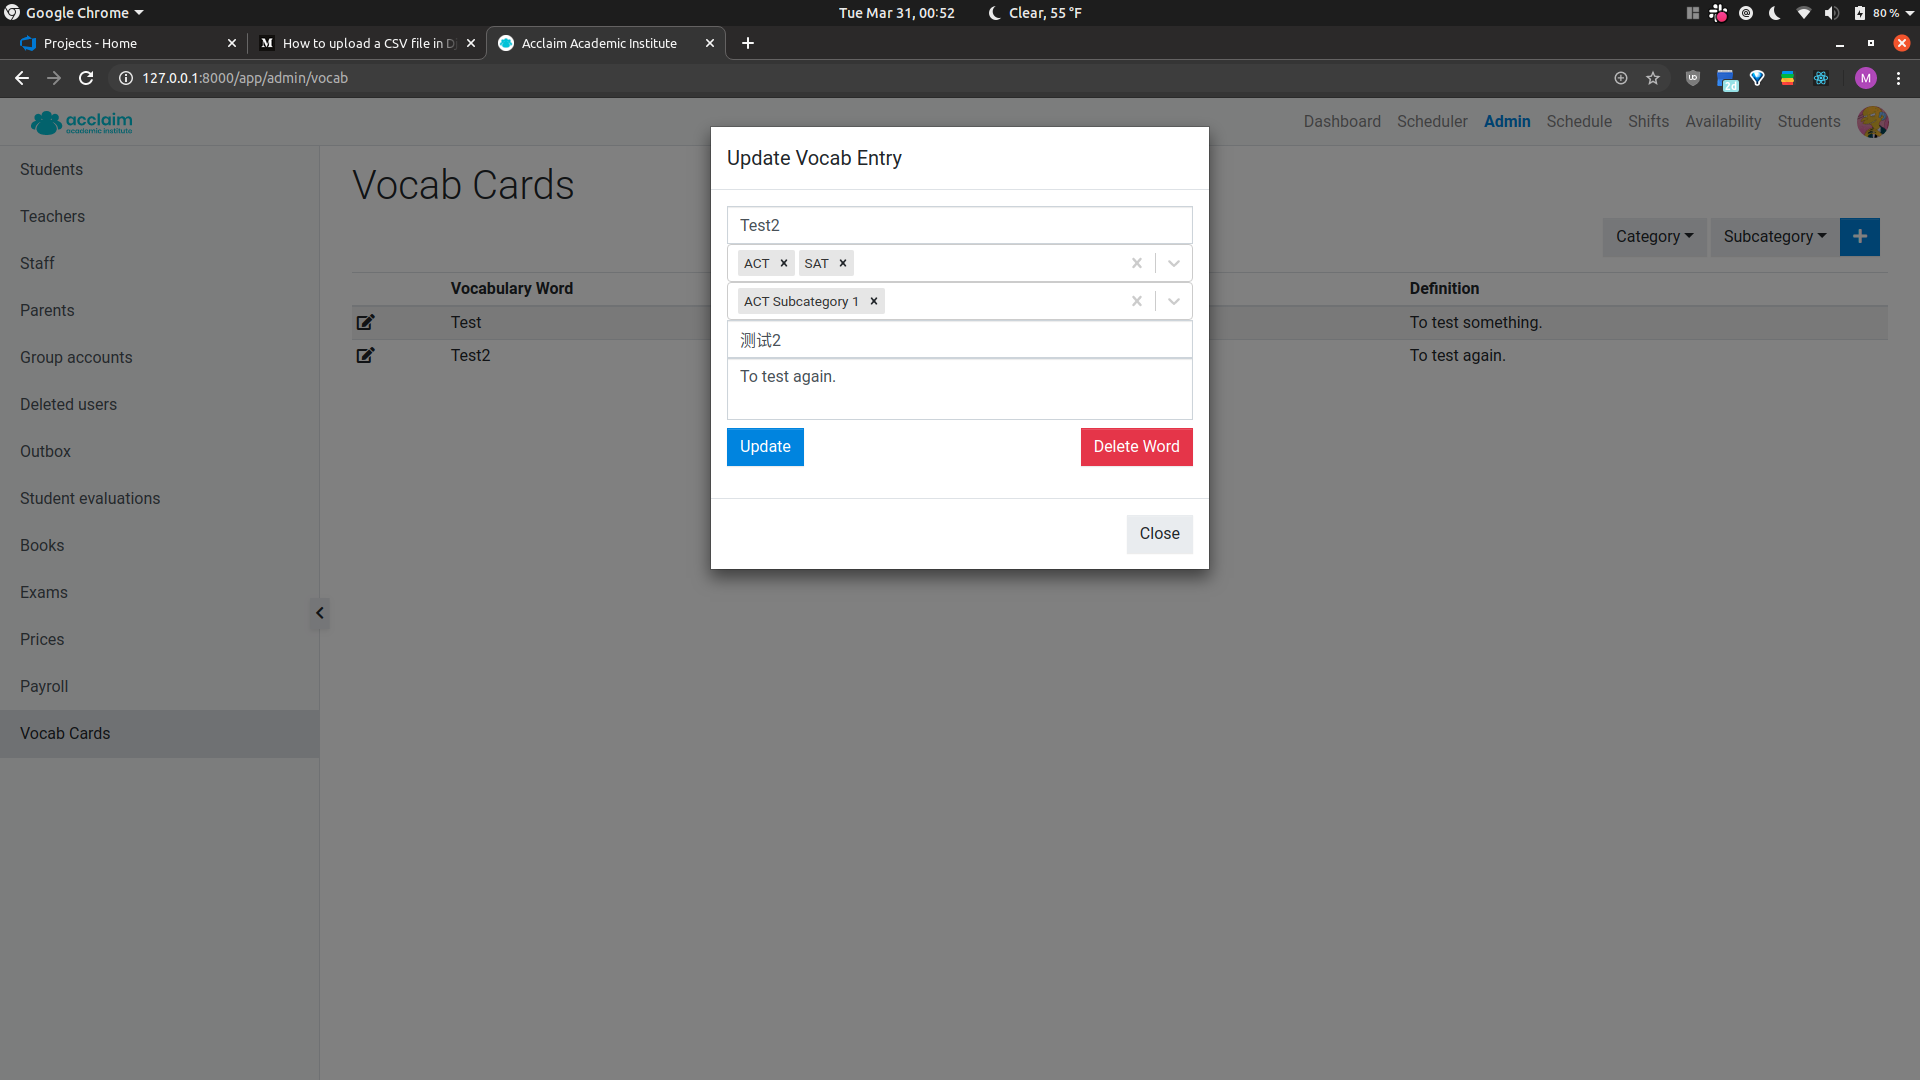 Google Chrome
Tue Mar 31, 00:52
Clear, 55 °F
80 %
Projects - Home
M
How to upload a CSV file in D
Acclaim Academic Institute
127.0.0.1:8000/app/admin/vocab
UD
2d
M
acclaim
academic institute
Dashboard
Scheduler
Admin
Schedule
Shifts
Availability
Students
Students
Teachers
Staff
Parents
Group accounts
Deleted users
Outbox
Student evaluations
Books
Exams
Prices
Payroll
Vocab Cards
Vocab Cards
Category
Subcategory
Vocabulary Word
Definition
Test
To test something.
Test2
To test again.
Update Vocab Entry
Test2
ACT
SAT
ACT Subcategory 1
测试2
To test again.
Update
Delete Word
Close